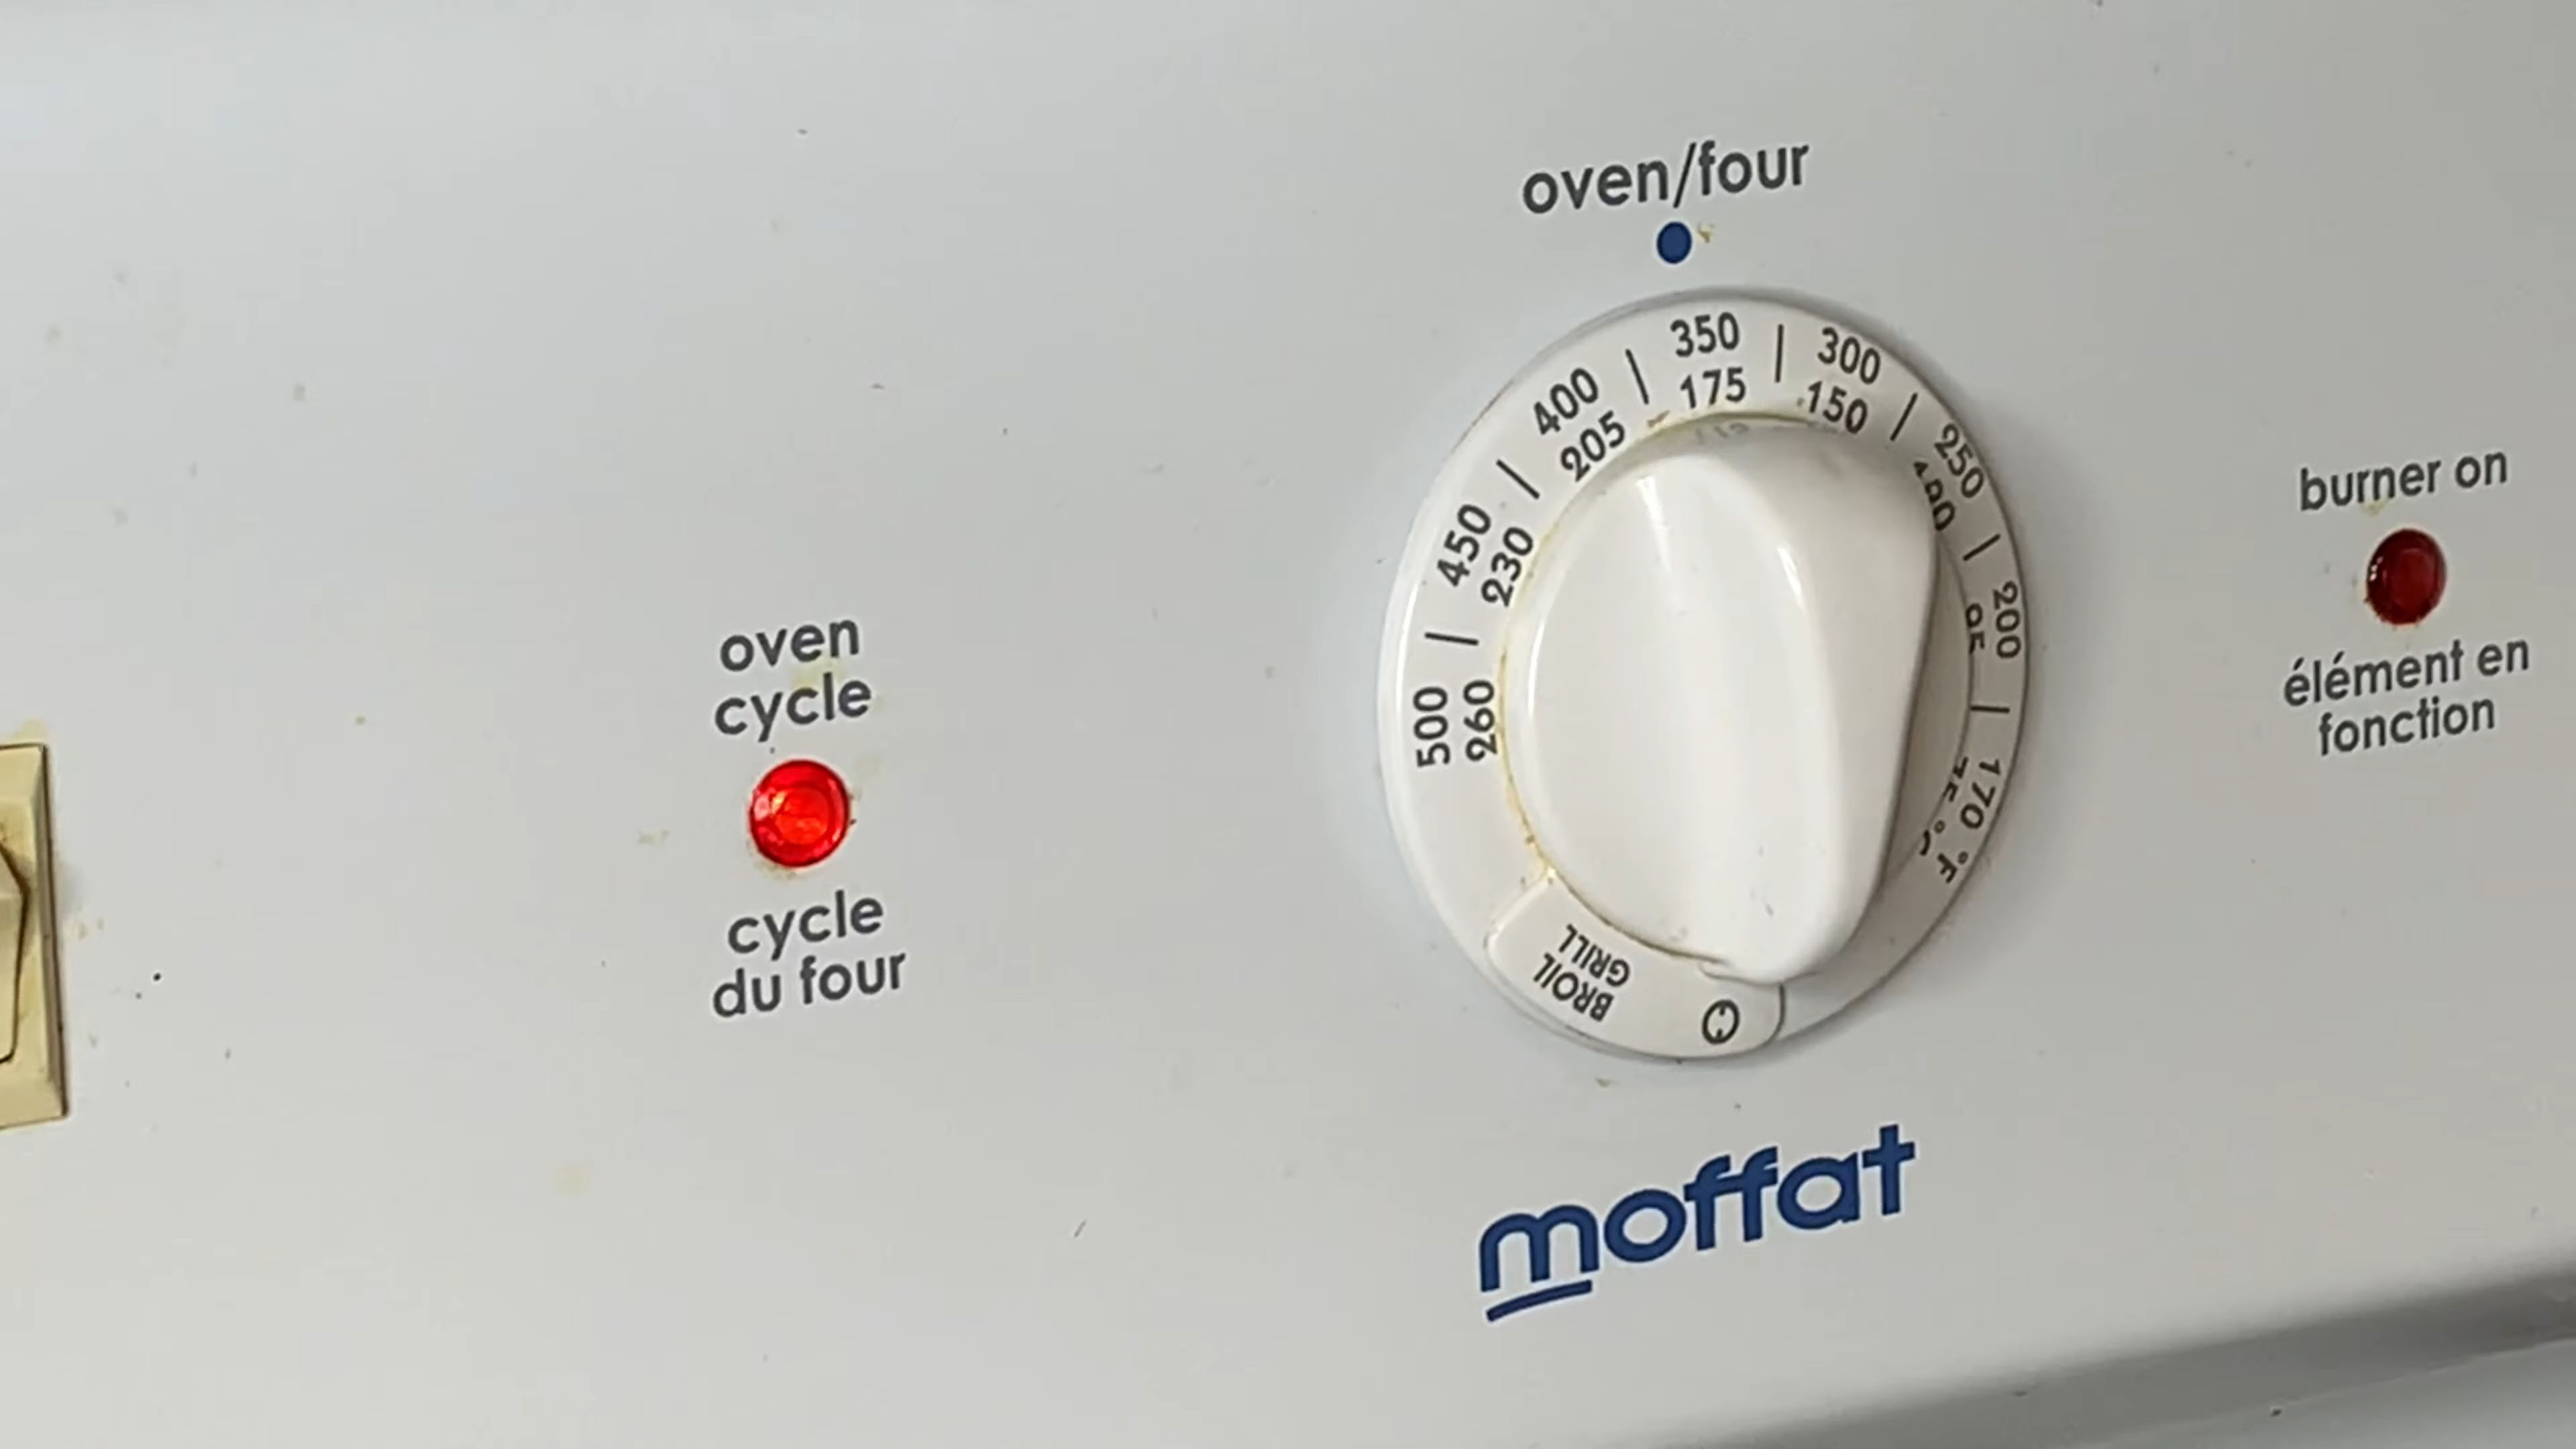 oven/four
350
175
300
150
400
205
250
450
230
200
500
260
170 °F
BROIL
GRILL
oven
cycle
cycle
du four
burner on
élément en
fonction
moffat